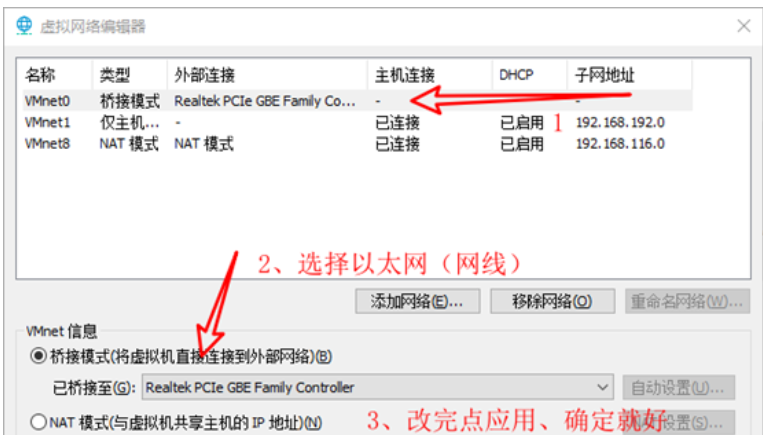 虚拟网络编辑器
名称 类型 外部连接 主机连接 DHCP 子网地址
VMnet0 桥接模式 Realtek PCIe GBE Family Co... - -
VMnet1 仅主机... - 已连接 已启用 1 192.168.192.0
VMnet8 NAT 模式 NAT 模式 已连接 已启用 192.168.116.0
2、选择以太网（网线）
添加网络(E)... 移除网络(O) 重命名网络(W)...
VMnet 信息
桥接模式(将虚拟机直接连接到外部网络)(B)
已桥接至(G): Realtek PCIe GBE Family Controller 自动设置(U)...
NAT 模式(与虚拟机共享主机的 IP 地址)(N) 3、改完点应用、确定就好 设置(S)...